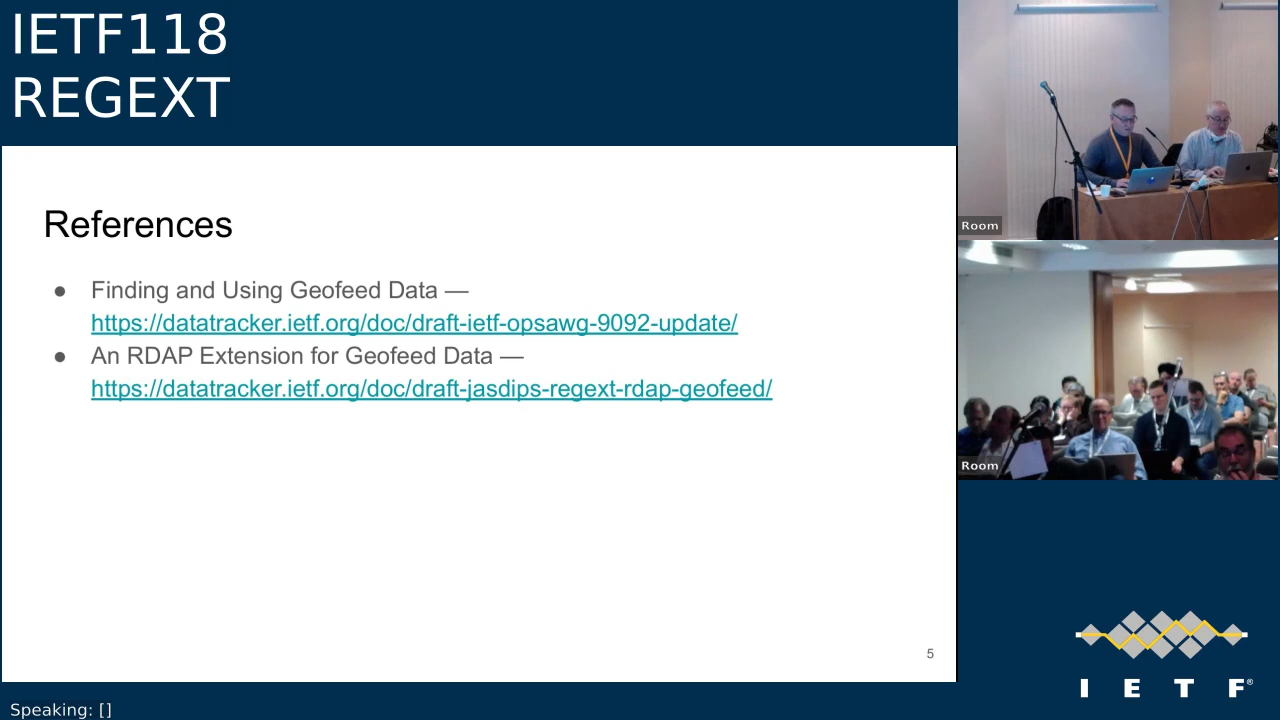 IETF118
REGEXT
References
● Finding and Using Geofeed Data —
https://datatracker.ietf.org/doc/draft-ietf-opsawg-9092-update/
● An RDAP Extension for Geofeed Data —
https://datatracker.ietf.org/doc/draft-jasdips-regext-rdap-geofeed/
5
Room
Room
I E T F®
Speaking: []